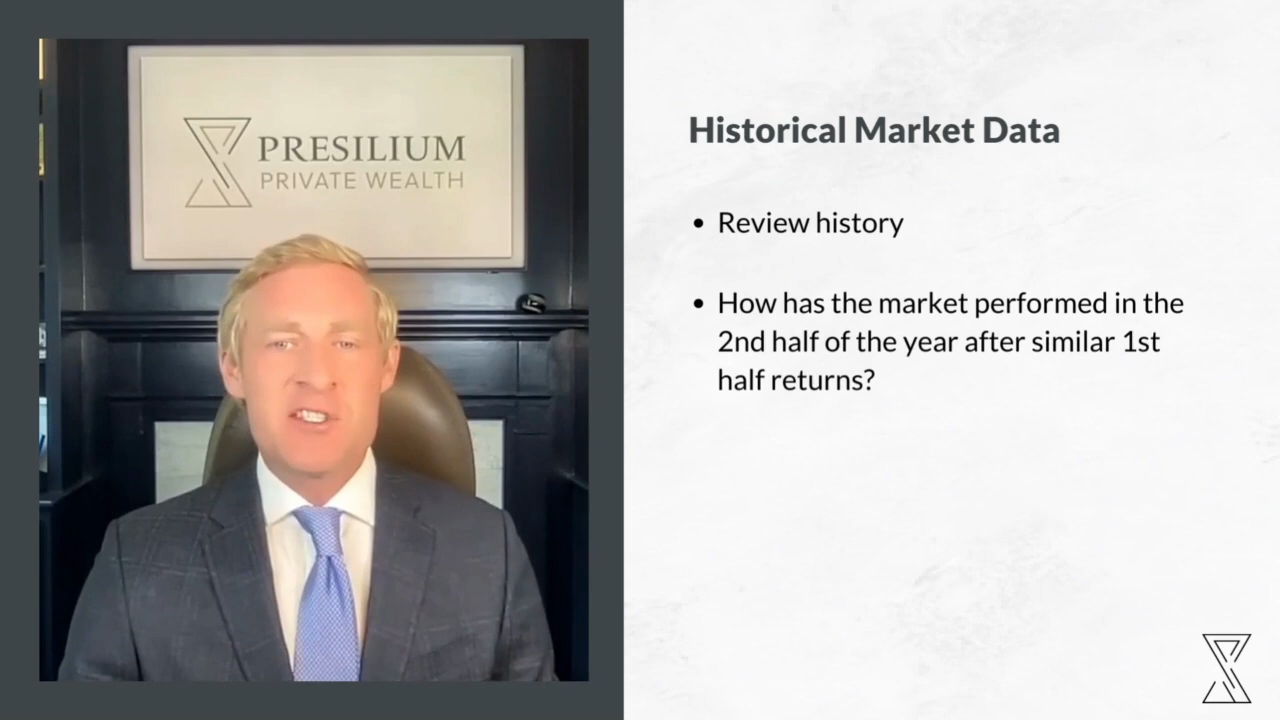 PRESILIUM
PRIVATE WEALTH
Historical Market Data
• Review history
• How has the market performed in the
2nd half of the year after similar 1st
half returns?